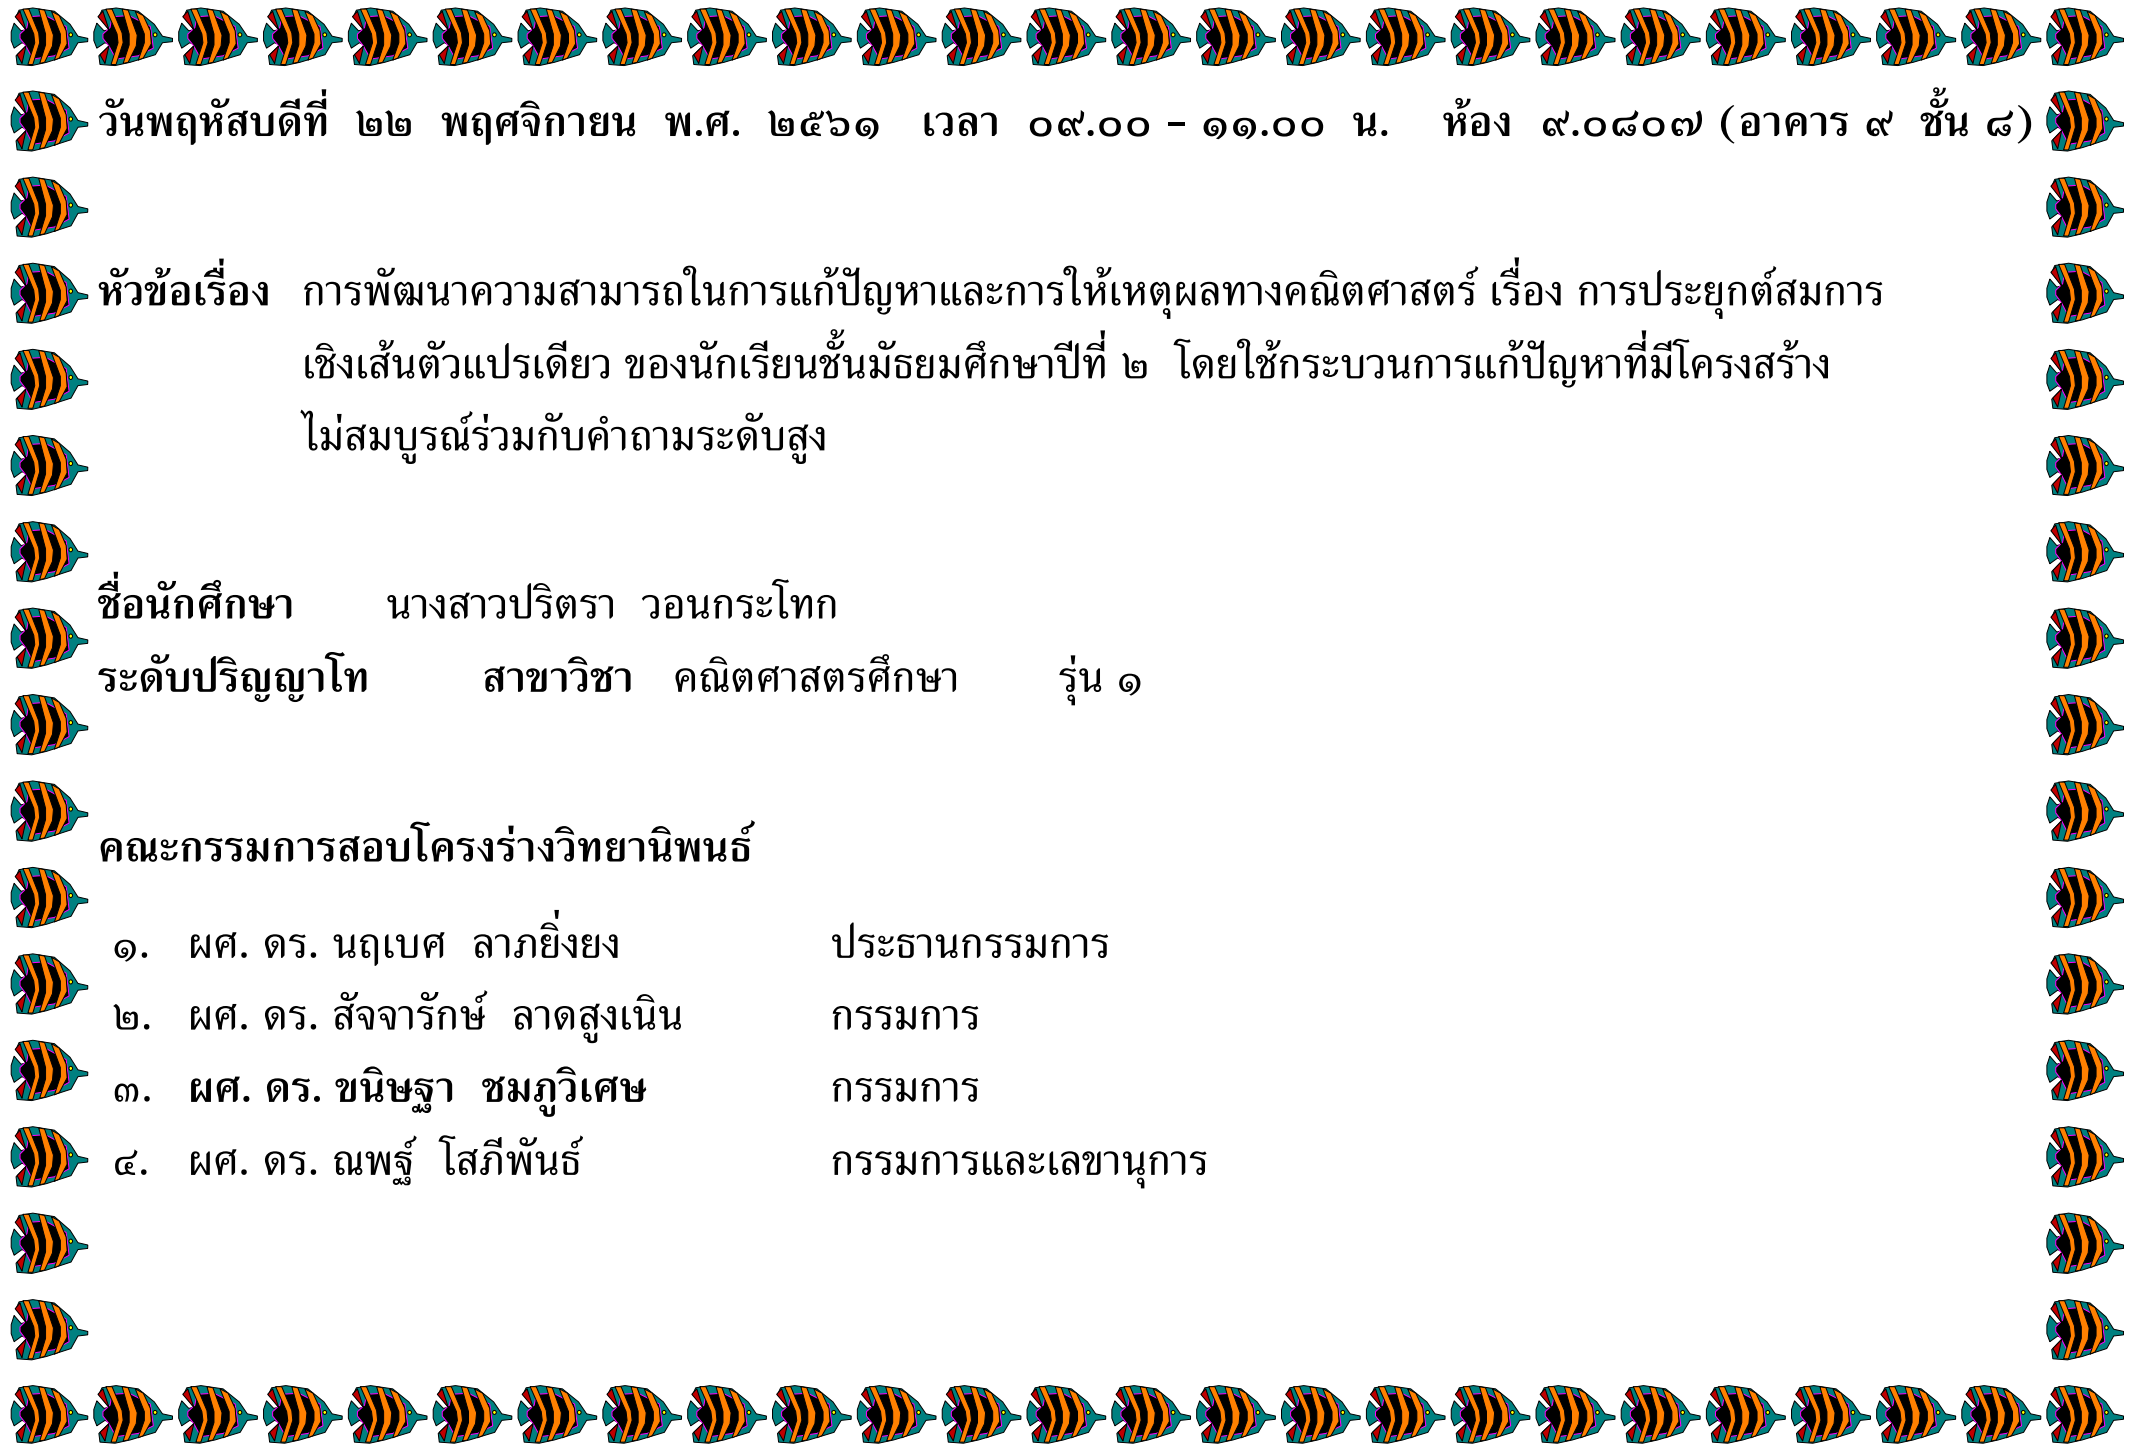 วันพฤหัสบดีที่ ๒๒ พฤศจิกายน พ.ศ. ๒๕๖๑ เวลา ๐๙.๐๐ – ๑๑.๐๐ น. ห้อง ๙.๐๘๐๗ (อาคาร ๙ ชั้น ๘)
หัวข้อเรื่อง การพัฒนาความสามารถในการแก้ปัญหาและการให้เหตุผลทางคณิตศาสตร์ เรื่อง การประยุกต์สมการ
เชิงเส้นตัวแปรเดียว ของนักเรียนชั้นมัธยมศึกษาปีที่ ๒ โดยใช้กระบวนการแก้ปัญหาที่มีโครงสร้าง
ไม่สมบูรณ์ร่วมกับคำถามระดับสูง
ชื่อนักศึกษา นางสาวปริตรา วอนกระโทก
ระดับปริญญาโท สาขาวิชา คณิตศาสตรศึกษา รุ่น ๑
คณะกรรมการสอบโครงร่างวิทยานิพนธ์
๑. ผศ. ดร. นฤเบศ ลาภยิ่งยง ประธานกรรมการ
๒. ผศ. ดร. สัจจารักษ์ ลาดสูงเนิน กรรมการ
๓. ผศ. ดร. ขนิษฐา ชมภูวิเศษ กรรมการ
๔. ผศ. ดร. ณพฐ์ โสภีพันธ์ กรรมการและเลขานุการ